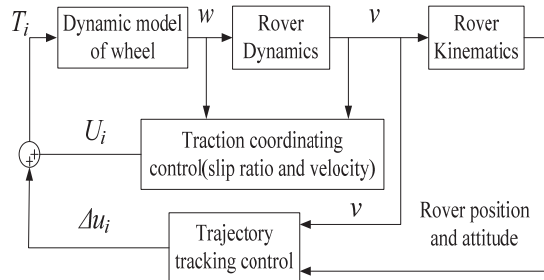 T_i
Dynamic model
of wheel
w
Rover
Dynamics
v
Rover
Kinematics
U_i
Traction coordinating
control(slip ratio and velocity)
+
+
Δu_i
v
Trajectory
tracking control
Rover position
and attitude